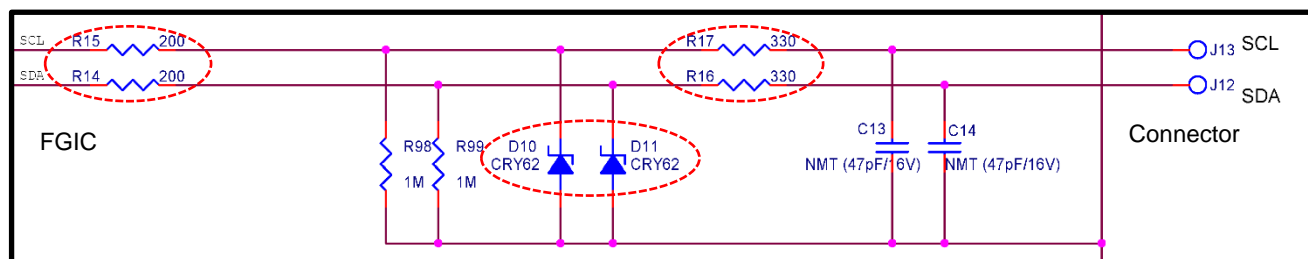 SCL R15 200 R17 330 J13 SCL
SDA R14 200 R16 330 J12 SDA
FGIC
R98 1M
R99 1M
D10 CRY62
D11 CRY62
C13 NMT (47pF/16V)
C14 NMT (47pF/16V)
Connector